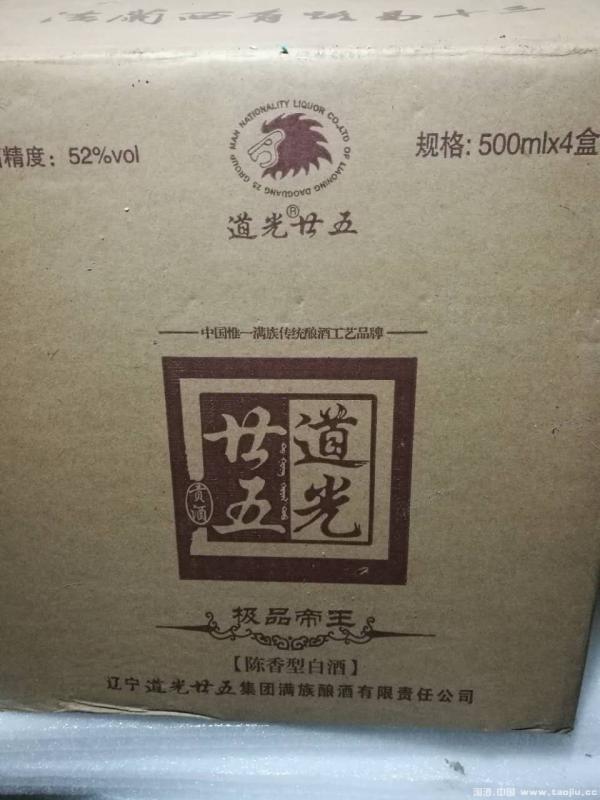 精度：52%vol
MAN NATIONALITY LIQUOR CO.,LTD OF LIAONING DAOGUANG 25 GROUP
规格: 500mlx4盒
道光廿五®
中国惟一满族传统酿酒工艺品牌
道光
廿五
贡酒
极品帝王
【陈香型白酒】
辽宁道光廿五集团满族酿酒有限责任公司
淘酒.中国 www.taojiu.cc